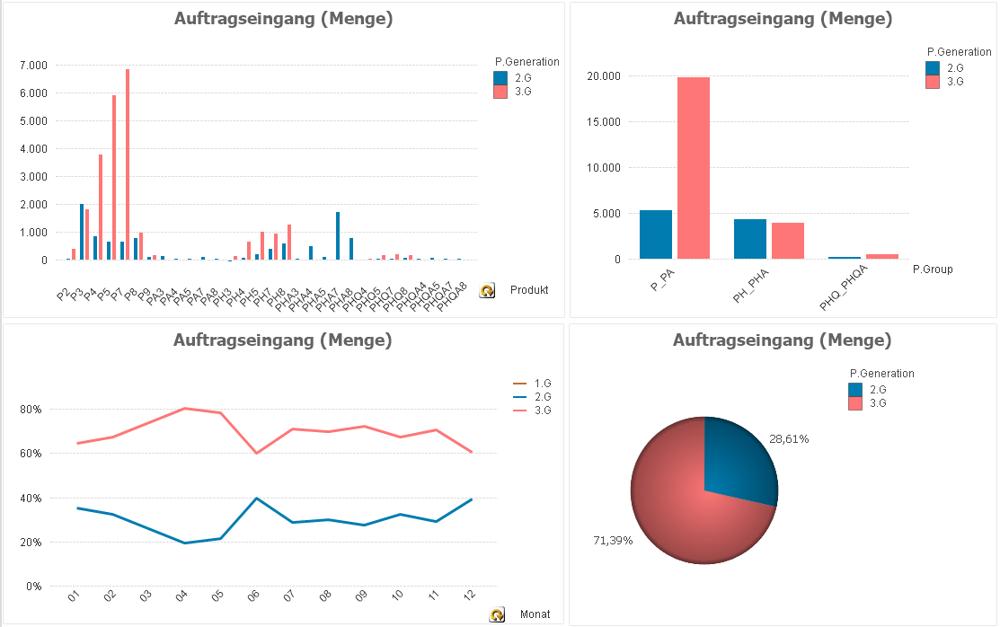 Auftragseingang (Menge)
P.Generation
2.G
3.G
7.000
6.000
5.000
4.000
3.000
2.000
1.000
0
P2
P3
P4
P5
P7
P8
P9
PA3
PA4
PA5
PA7
PA8
PH3
PH4
PH5
PH7
PH8
PHA3
PHA4
PHA5
PHA7
PHA8
PHQ4
PHQ5
PHQ7
PHQ8
PHQA4
PHQA5
PHQA7
PHQA8
Produkt
Auftragseingang (Menge)
P.Generation
2.G
3.G
20.000
15.000
10.000
5.000
0
P_PA
PH_PHA
PHQ_PHQA
P.Group
Auftragseingang (Menge)
1.G
2.G
3.G
80%
60%
40%
20%
0%
01
02
03
04
05
06
07
08
09
10
11
12
Monat
Auftragseingang (Menge)
P.Generation
2.G
3.G
28,61%
71,39%